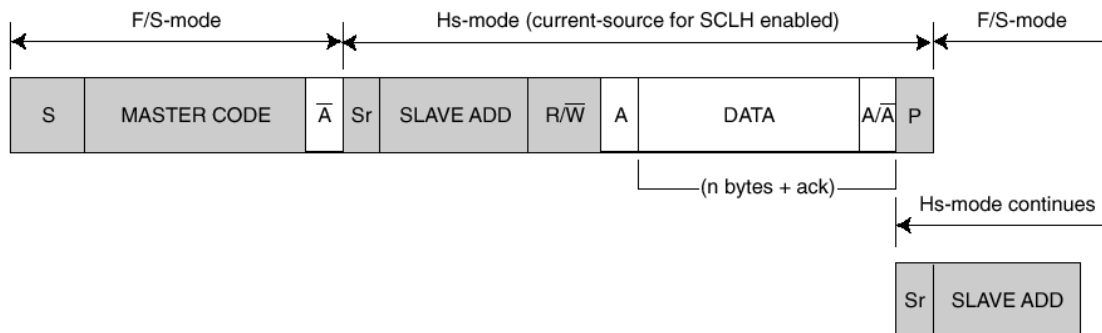 F/S-mode Hs-mode (current-source for SCLH enabled) F/S-mode
S MASTER CODE A̅ Sr SLAVE ADD R/W̅ A DATA A/A̅ P
(n bytes + ack)
Hs-mode continues
Sr SLAVE ADD